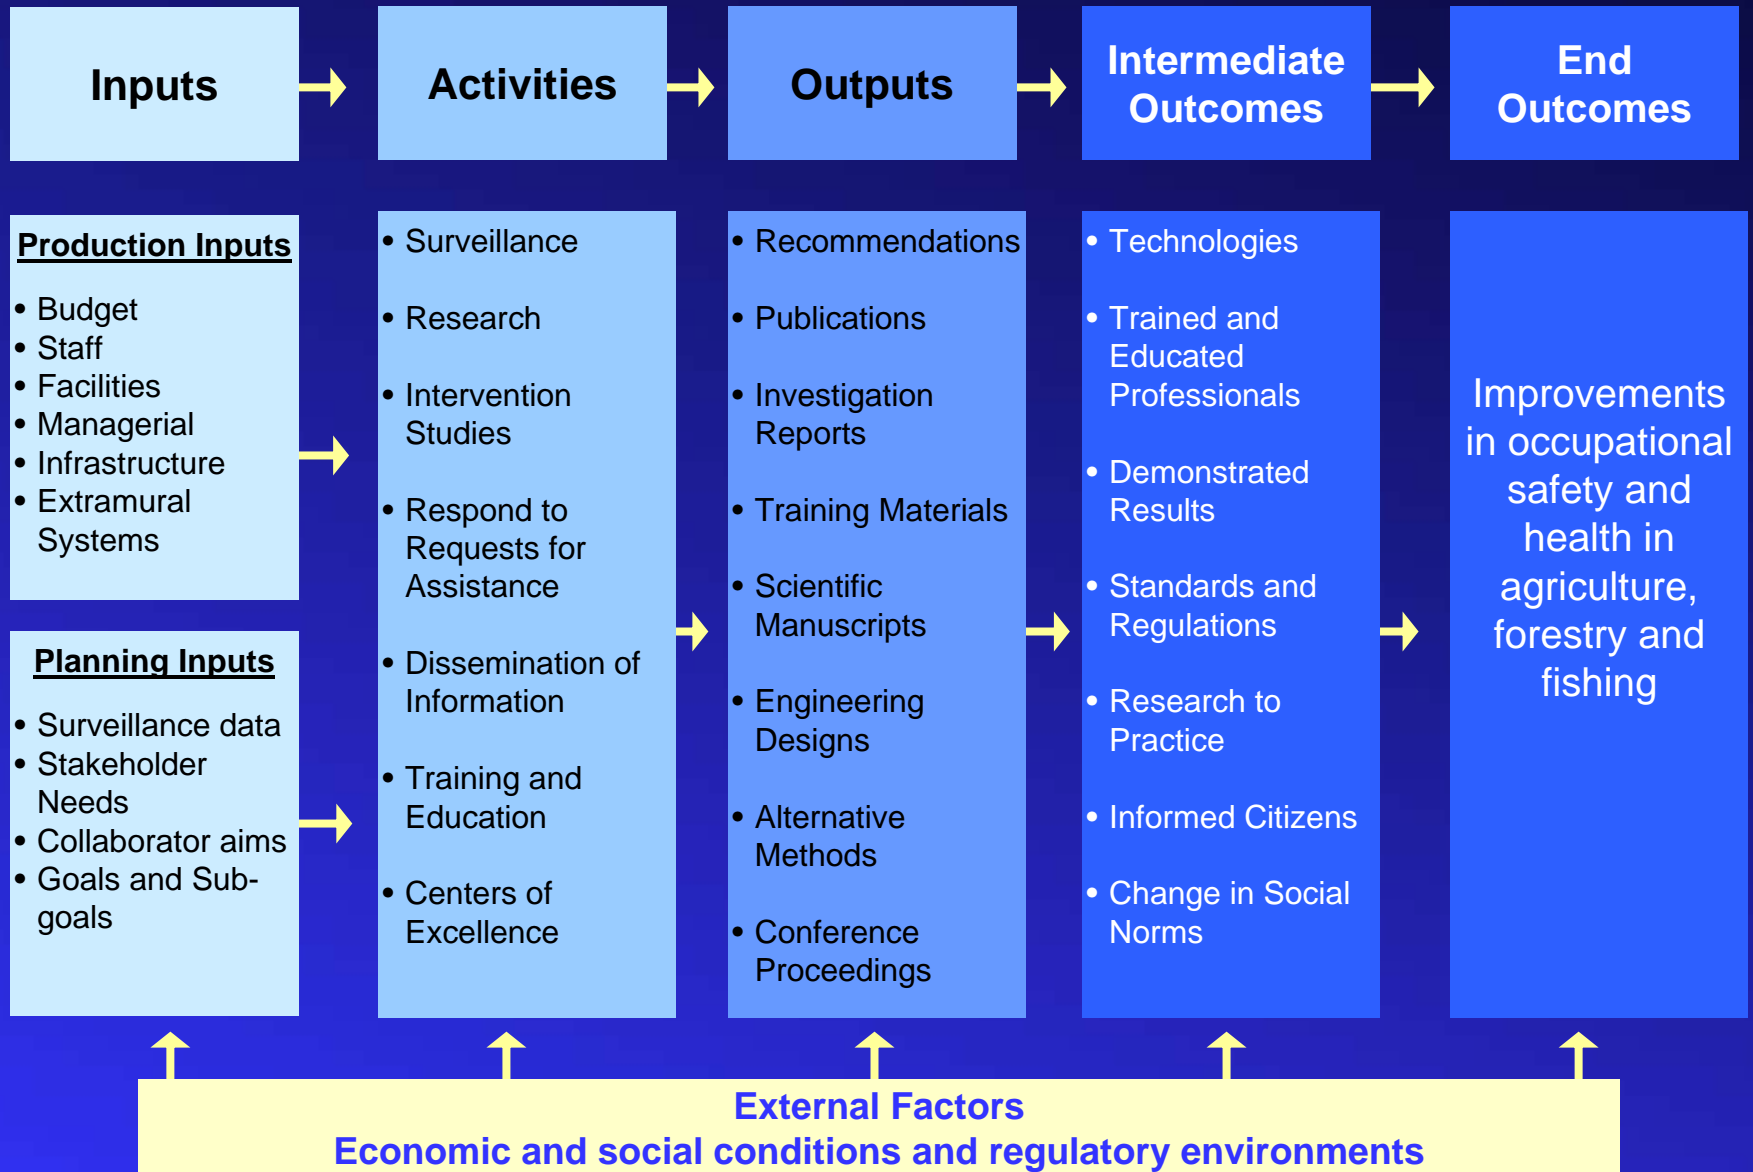 Inputs
Activities
Outputs
Intermediate
Outcomes
End
Outcomes
Production Inputs
• Budget
• Staff
• Facilities
• Managerial
• Infrastructure
• Extramural
Systems
Planning Inputs
• Surveillance data
• Stakeholder
Needs
• Collaborator aims
• Goals and Sub-
goals
• Surveillance
• Research
• Intervention
Studies
• Respond to
Requests for
Assistance
• Dissemination of
Information
• Training and
Education
• Centers of
Excellence
• Recommendations
• Publications
• Investigation
Reports
• Training Materials
• Scientific
Manuscripts
• Engineering
Designs
• Alternative
Methods
• Conference
Proceedings
• Technologies
• Trained and
Educated
Professionals
• Demonstrated
Results
• Standards and
Regulations
• Research to
Practice
• Informed Citizens
• Change in Social
Norms
Improvements
in occupational
safety and
health in
agriculture,
forestry and
fishing
External Factors
Economic and social conditions and regulatory environments